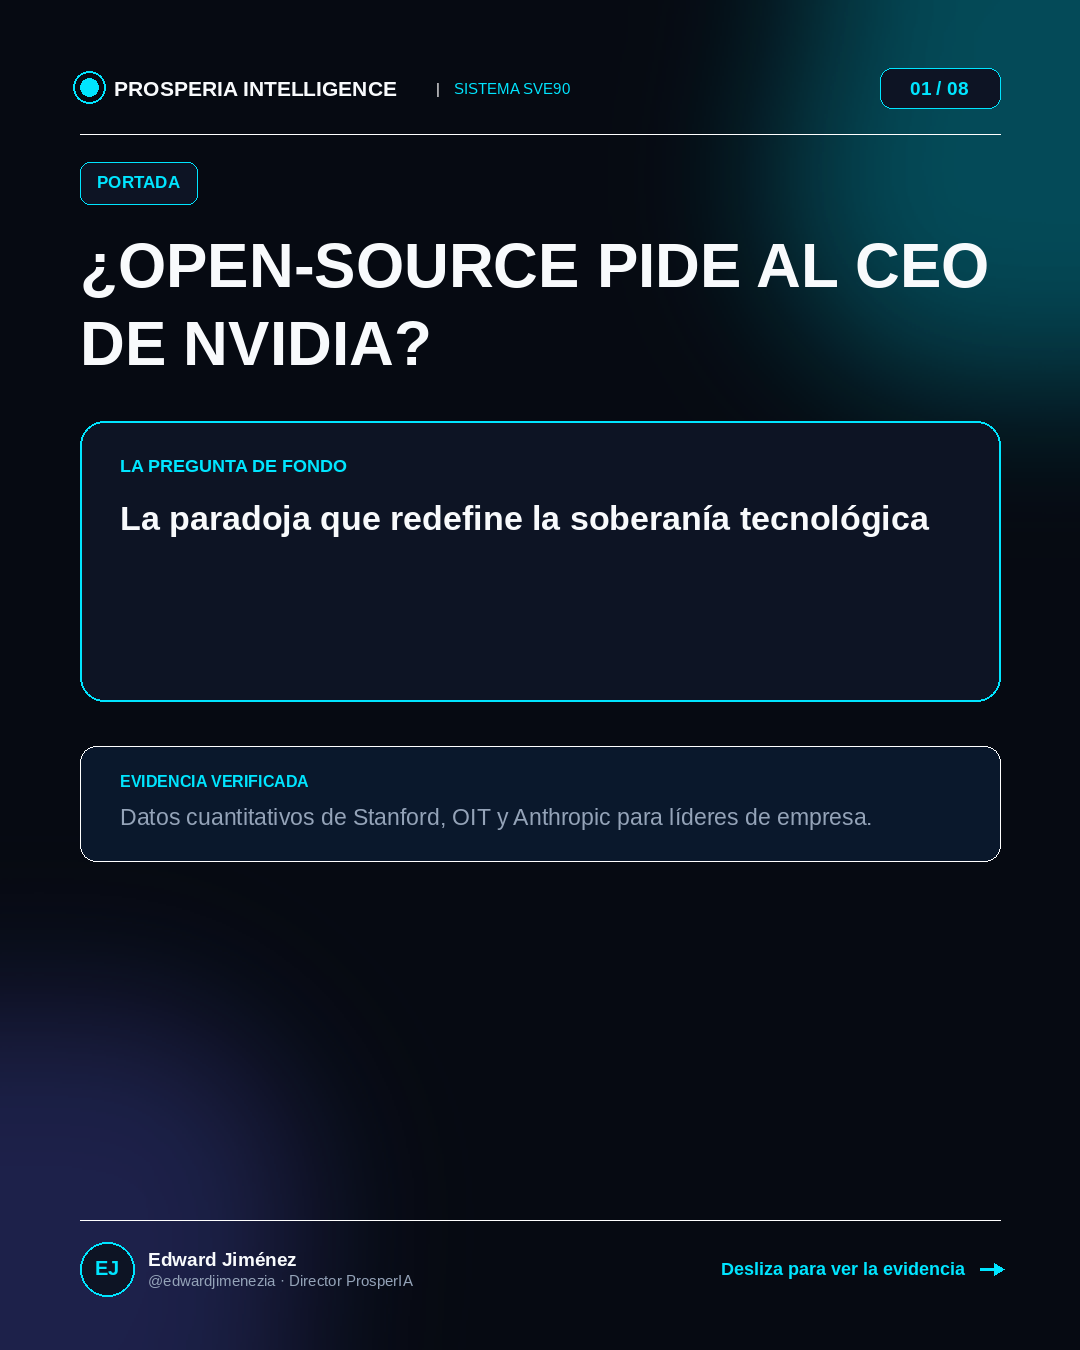 PROSPERIA INTELLIGENCE | SISTEMA SVE90
01 / 08
PORTADA
¿OPEN-SOURCE PIDE AL CEO
DE NVIDIA?
LA PREGUNTA DE FONDO
La paradoja que redefine la soberanía tecnológica
EVIDENCIA VERIFICADA
Datos cuantitativos de Stanford, OIT y Anthropic para líderes de empresa.
EJ
Edward Jiménez
@edwardjimenezia · Director ProsperIA
Desliza para ver la evidencia